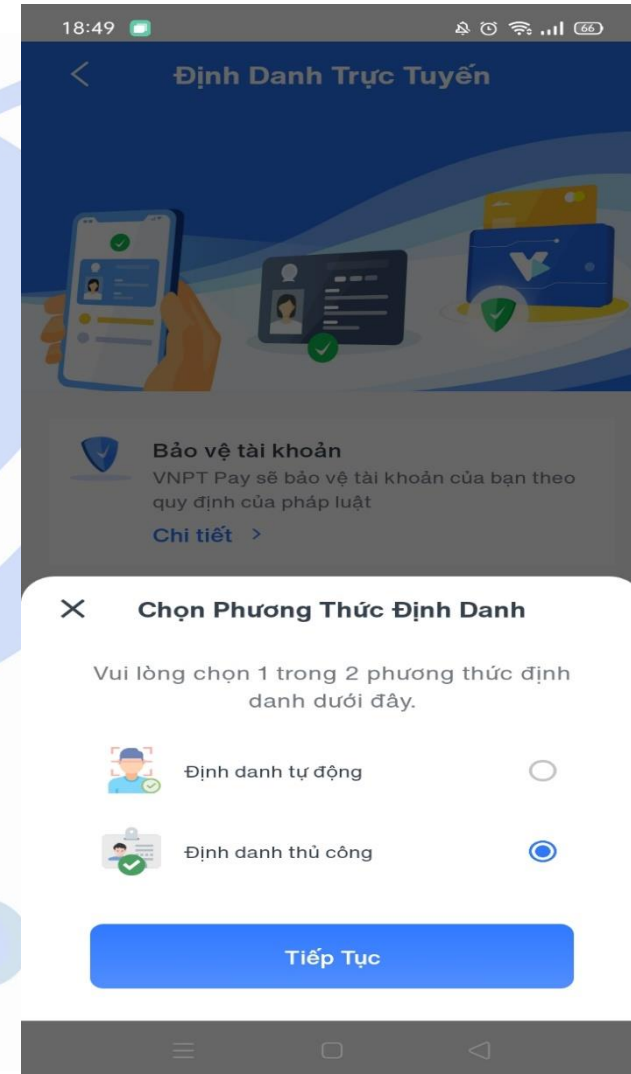 18:49
66
Định Danh Trực Tuyến
Bảo vệ tài khoản
VNPT Pay sẽ bảo vệ tài khoản của bạn theo
quy định của pháp luật
Chi tiết >
Chọn Phương Thức Định Danh
Vui lòng chọn 1 trong 2 phương thức định
danh dưới đây.
Định danh tự động
Định danh thủ công
Tiếp Tục